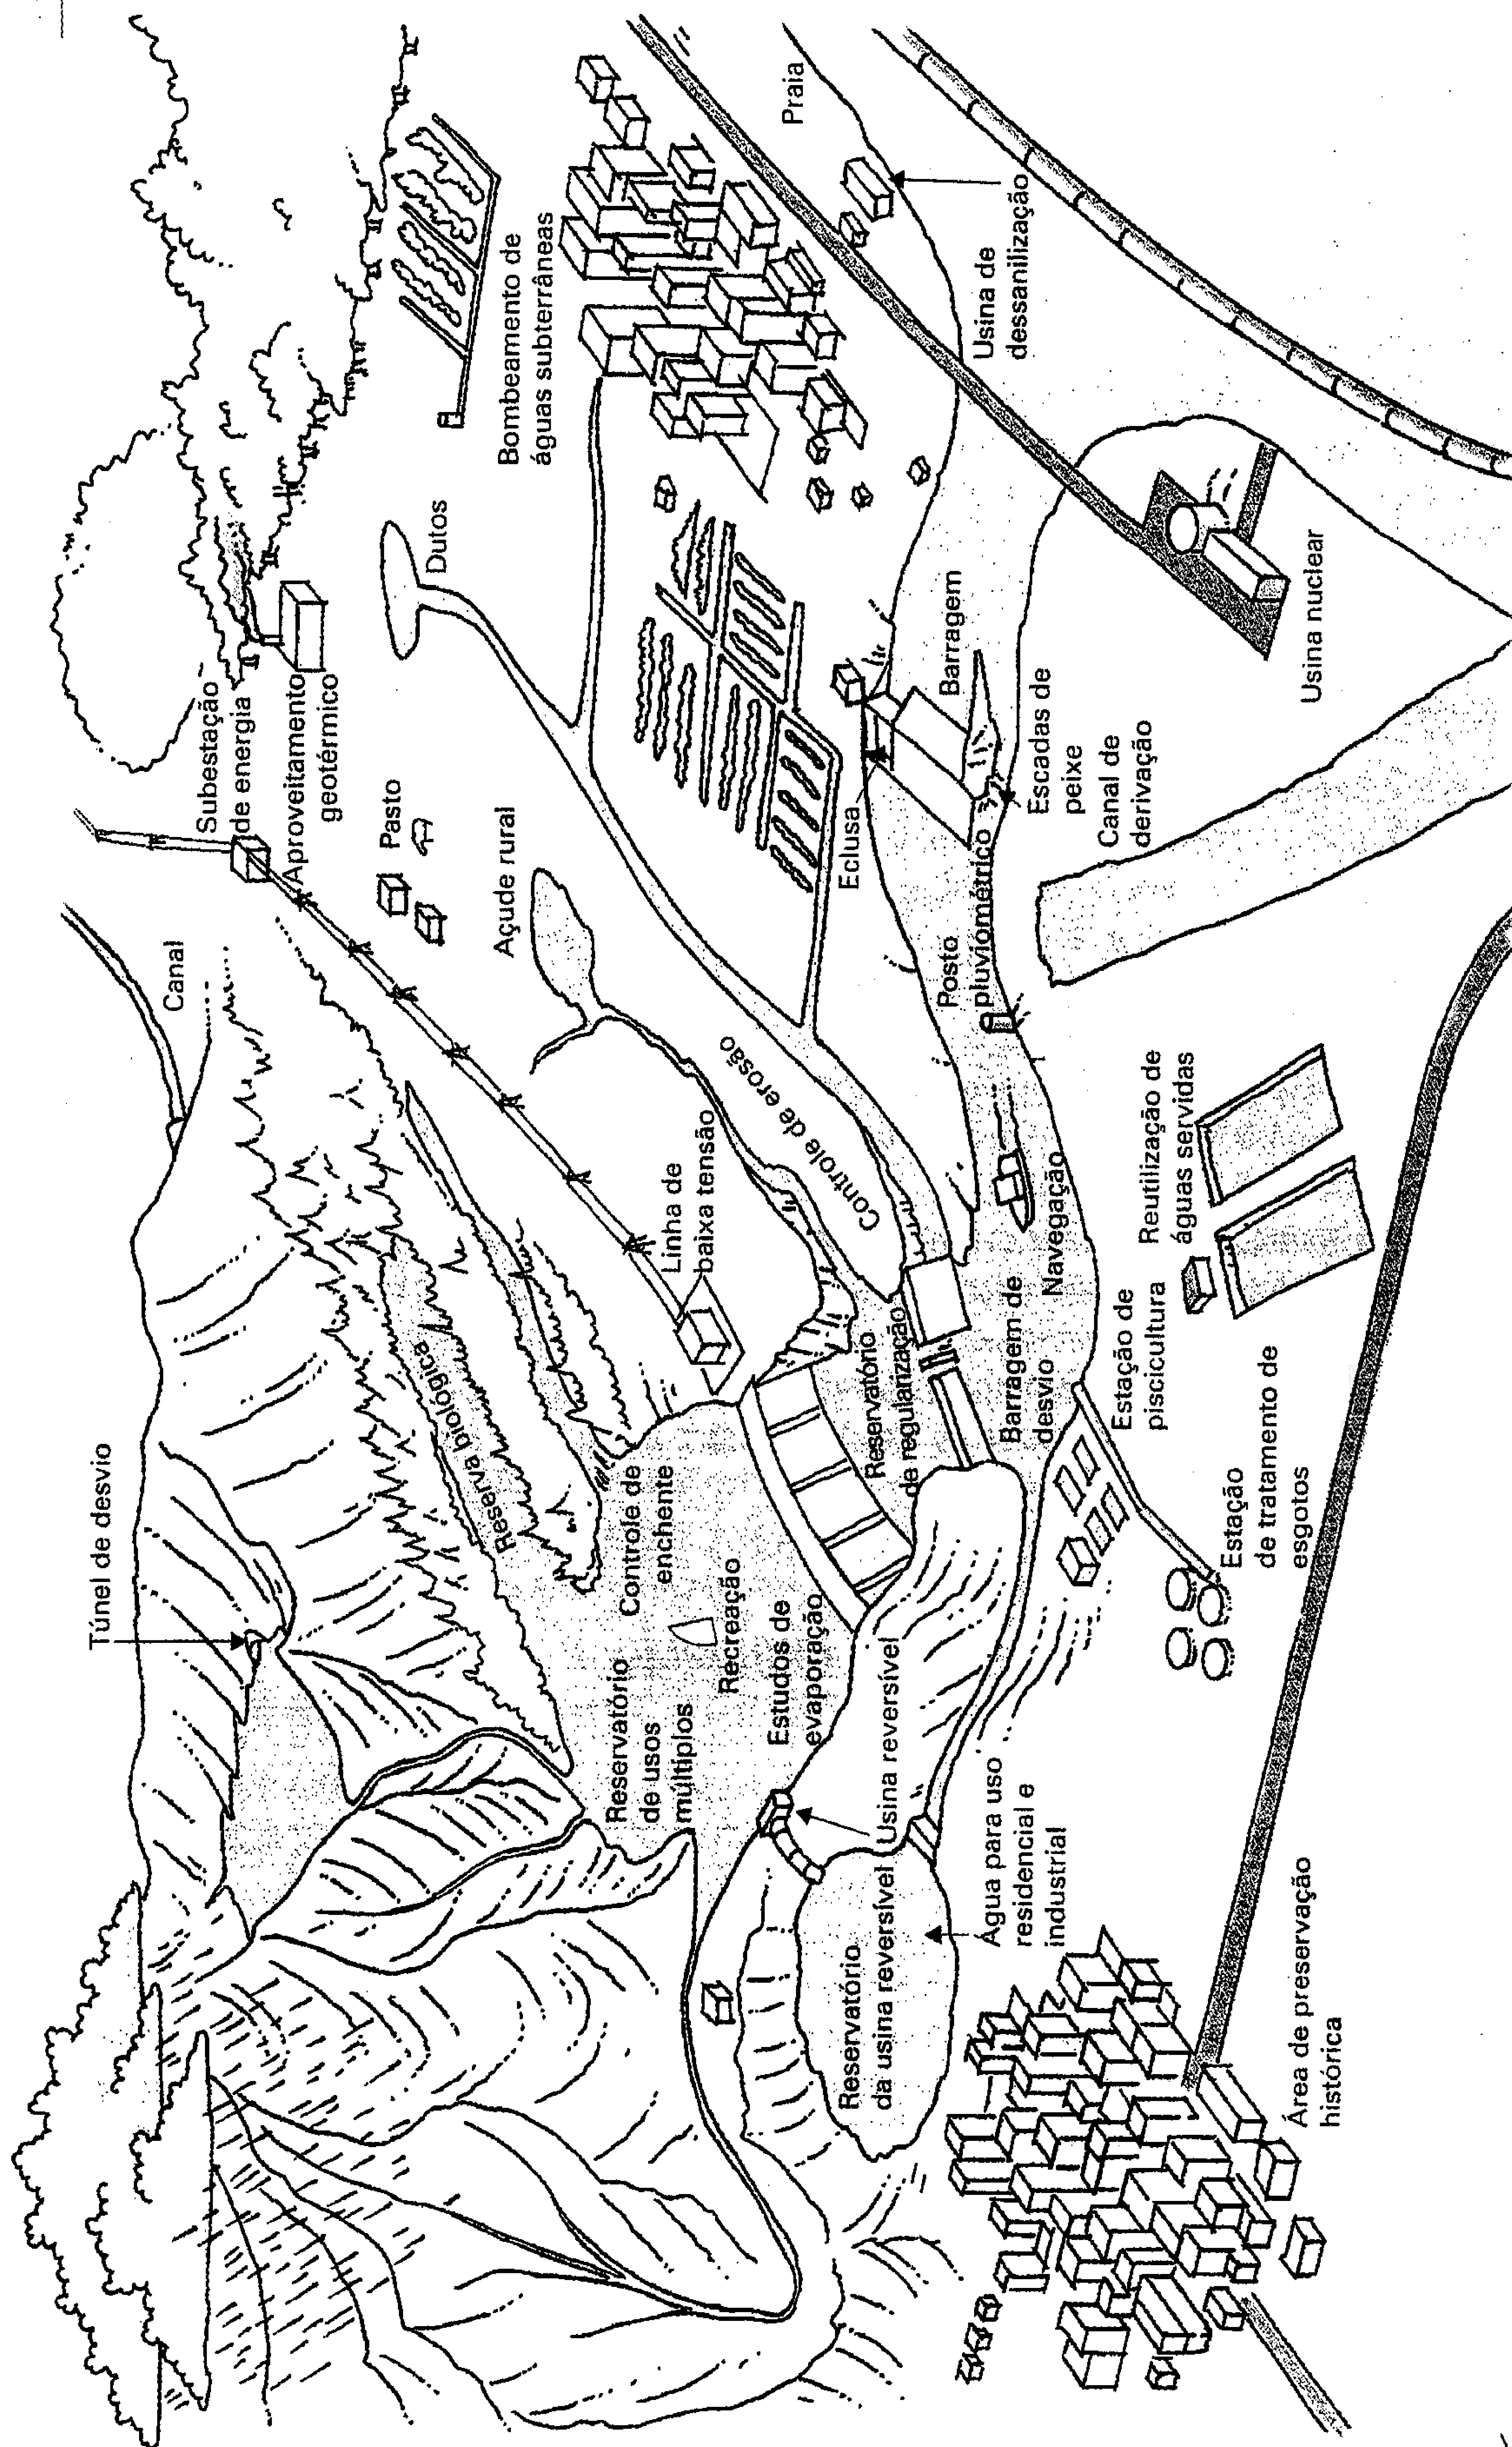 Túnel de desvio
Canal
Subestação
de energia
Aproveitamento
geotérmico
Pasto
Dutos
Bombeamento de
águas subterrâneas
Açude rural
Reserva biológica
Linha de
baixa tensão
Controle de erosão
Controle de
enchente
Reservatório
de usos
múltiplos
Recreação
Estudos de
evaporação
Reservatório
de regularização
Eclusa
Barragem
Praia
Usina de
dessanilização
Posto
pluviométrico
Escadas de
peixe
Canal de
derivação
Usina nuclear
Navegação
Barragem de
desvio
Usina reversível
Reservatório
da usina reversível
Água para uso
residencial e
industrial
Estação de
piscicultura
Reutilização de
águas servidas
Estação
de tratamento de
esgotos
Área de preservação
histórica